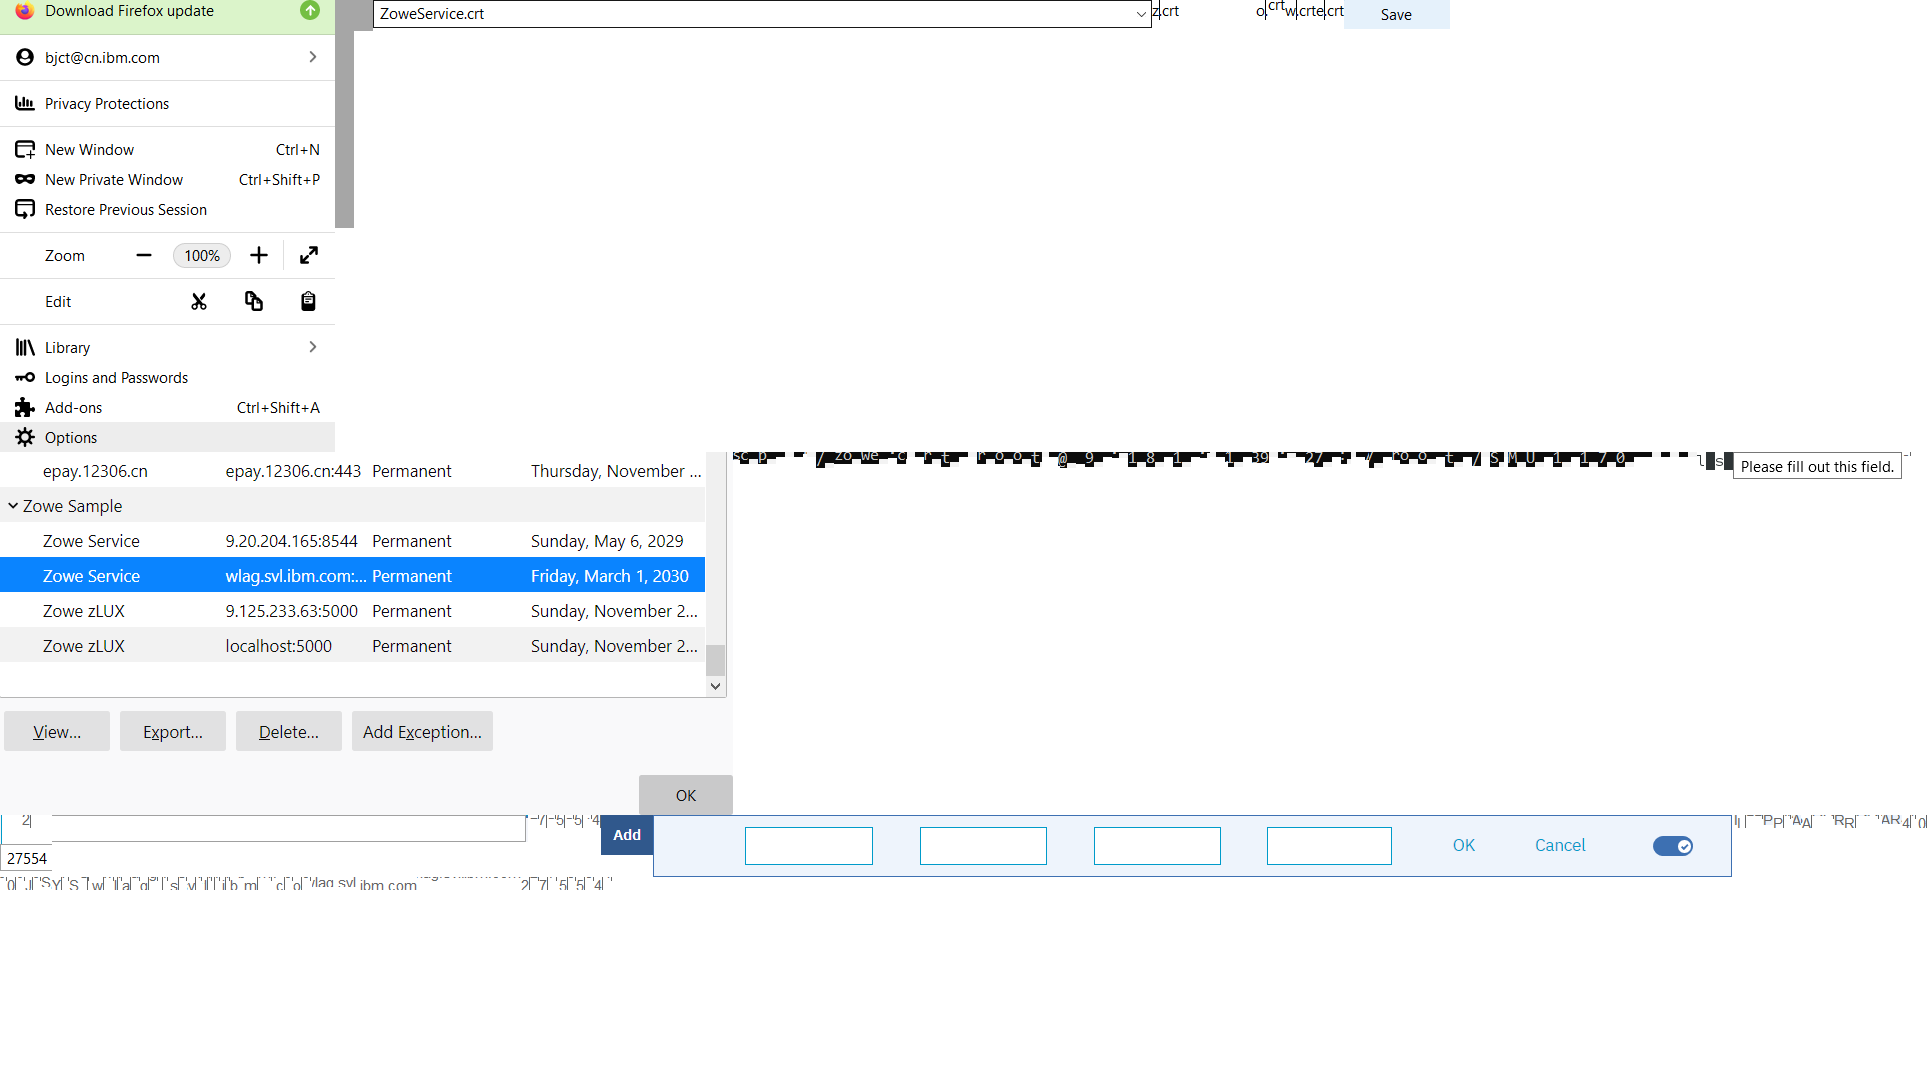 Download Firefox update
ZoweService.crt
z.crt
o.
.crt
w.crt
e.crt
Save
bjct@cn.ibm.com
Privacy Protections
New Window Ctrl+N
New Private Window Ctrl+Shift+P
Restore Previous Session
Zoom 100%
Edit
Library
Logins and Passwords
Add-ons Ctrl+Shift+A
Options
epay.12306.cn epay.12306.cn:443 Permanent Thursday, November ...
Please fill out this field.
Zowe Sample
Zowe Service 9.20.204.165:8544 Permanent Sunday, May 6, 2029
Zowe Service wlag.svl.ibm.com:... Permanent Friday, March 1, 2030
Zowe zLUX 9.125.233.63:5000 Permanent Sunday, November 2...
Zowe zLUX localhost:5000 Permanent Sunday, November 2...
View... Export... Delete... Add Exception...
OK
Add
OK Cancel
27554